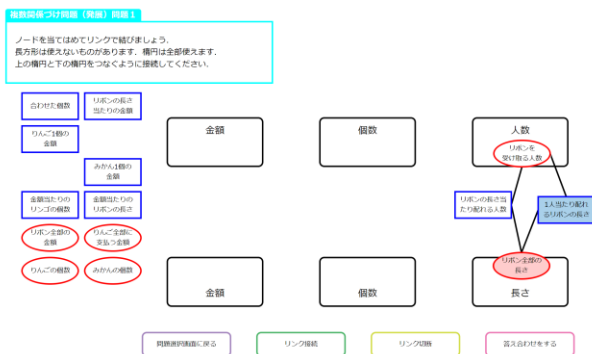 複数関係づけ問題（発展）問題１
ノードを当てはめてリンクで結びましょう．
長方形は使えないものがあります．楕円は全部使えます．
上の楕円と下の楕円をつなぐように接続してください．
合わせた個数
リボンの長さ
当たりの金額
りんご1個の
金額
みかん1個の
金額
金額当たりの
リンゴの個数
金額当たりの
リボンの長さ
リボン全部の
金額
りんご全部に
支払う金額
りんごの個数
みかんの個数
金額
個数
人数
リボンを
受け取る人数
リボンの長さ当
たり配れる人数
1人当たり配れ
るリボンの長さ
リボン全部の
長さ
金額
個数
長さ
問題選択画面に戻る
リンク接続
リンク切断
答え合わせをする